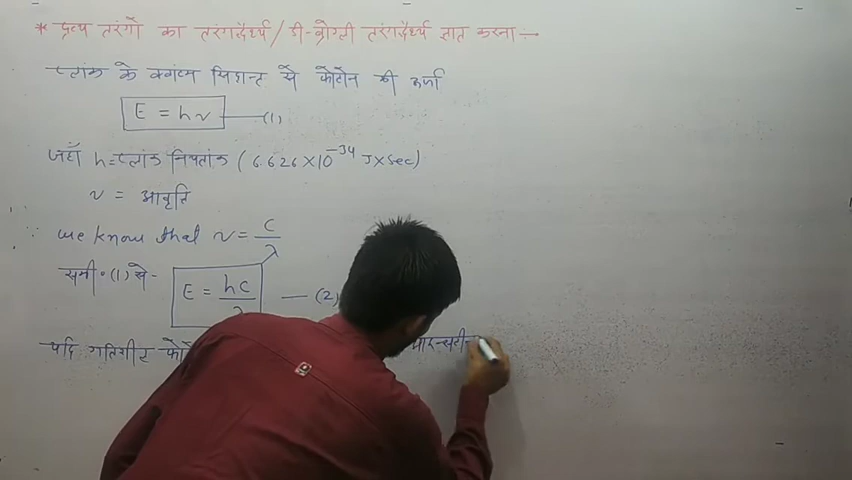 * द्रव्य तरंगों का तरंगदैर्ध्य / डी-ब्रोग्ली तरंगदैर्ध्य ज्ञात करना :-
प्लांक के क्वांटम सिद्धान्त से फोटोन की ऊर्जा
E = hν —(1)
जहाँ h = प्लांक नियतांक (6.626 × 10^-34 J×Sec)
ν = आवृति
∵ we know that ν = c/λ
समी॰(1) से-
E = hc/λ — (2)
यदि गतिशील